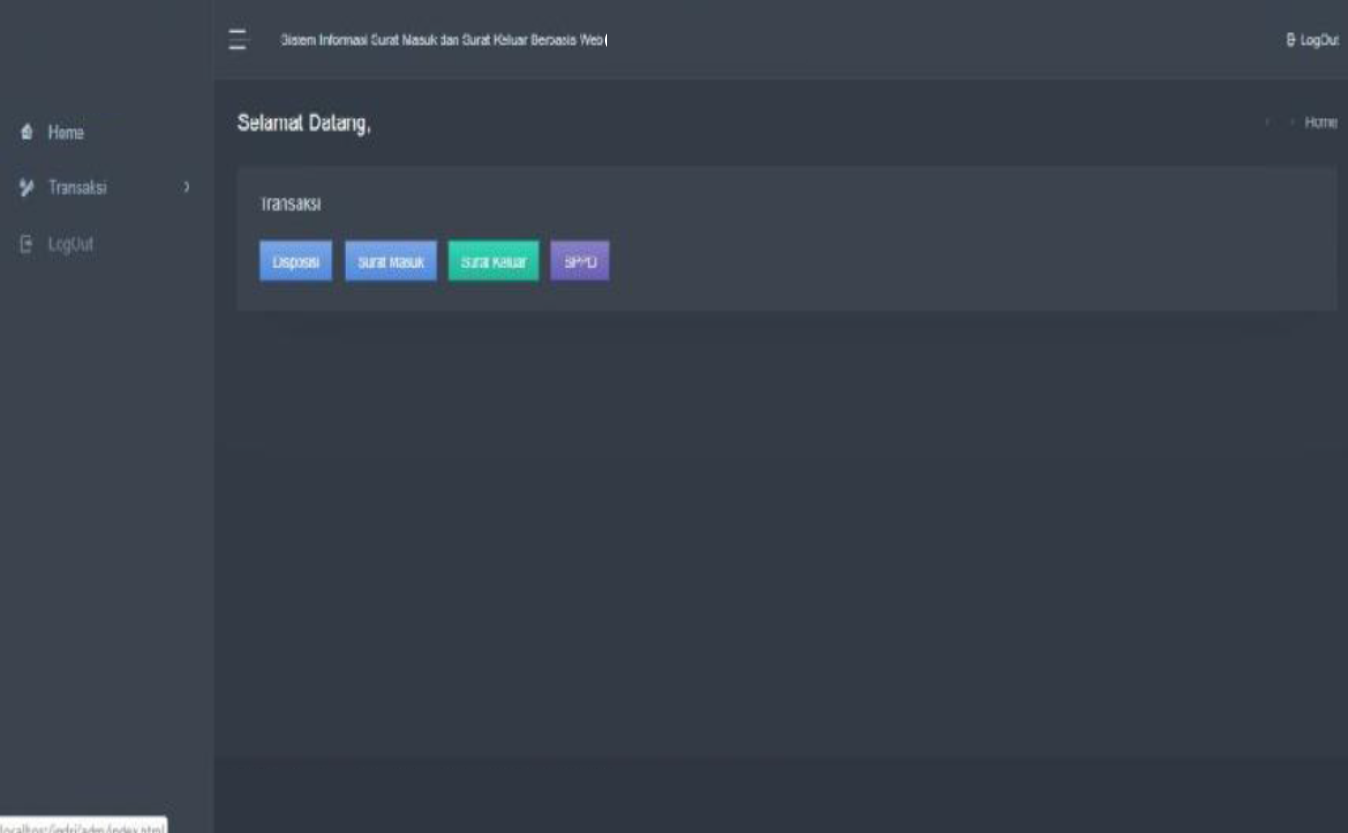 Sistem Informasi Surat Masuk dan Surat Keluar Berbasis Web (
LogOut
Home
Transaksi
LogOut
Selamat Datang,
Home
Transaksi
Disposisi
Surat Masuk
Surat Keluar
SPPD